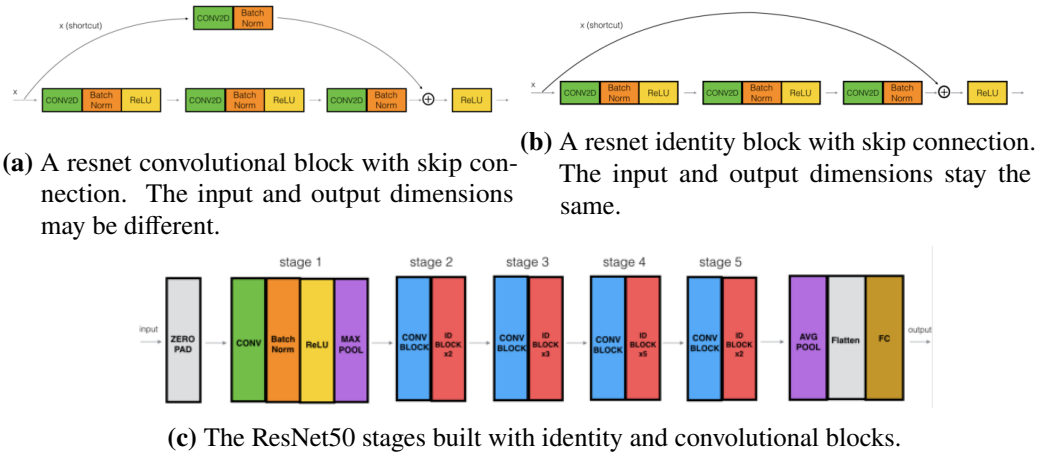 x (shortcut)
CONV2D Batch Norm
x
CONV2D Batch Norm ReLU CONV2D Batch Norm ReLU CONV2D Batch Norm + ReLU
(a) A resnet convolutional block with skip con-
nection. The input and output dimensions
may be different.
x (shortcut)
x
CONV2D Batch Norm ReLU CONV2D Batch Norm ReLU CONV2D Batch Norm + ReLU
(b) A resnet identity block with skip connection.
The input and output dimensions stay the
same.
stage 1 stage 2 stage 3 stage 4 stage 5
input ZERO PAD CONV Batch Norm ReLU MAX POOL CONV BLOCK ID BLOCK x2 CONV BLOCK ID BLOCK x3 CONV BLOCK ID BLOCK x5 CONV BLOCK ID BLOCK x2 AVG POOL Flatten FC output
(c) The ResNet50 stages built with identity and convolutional blocks.